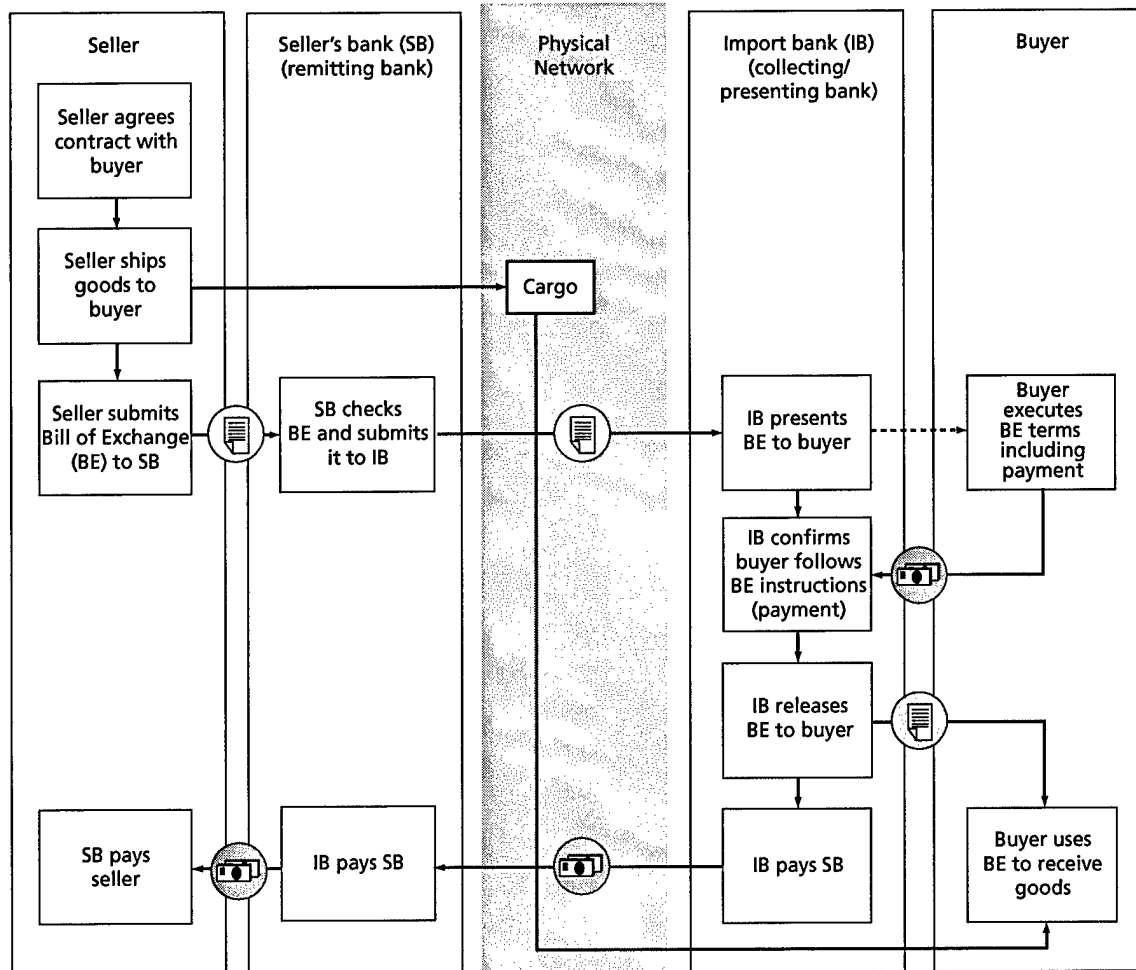 Seller
Seller's bank (SB)
(remitting bank)
Physical
Network
Import bank (IB)
(collecting/
presenting bank)
Buyer
Seller agrees
contract with
buyer
Seller ships
goods to
buyer
Cargo
Seller submits
Bill of Exchange
(BE) to SB
SB checks
BE and submits
it to IB
IB presents
BE to buyer
Buyer
executes
BE terms
including
payment
IB confirms
buyer follows
BE instructions
(payment)
IB releases
BE to buyer
SB pays
seller
IB pays SB
IB pays SB
Buyer uses
BE to receive
goods